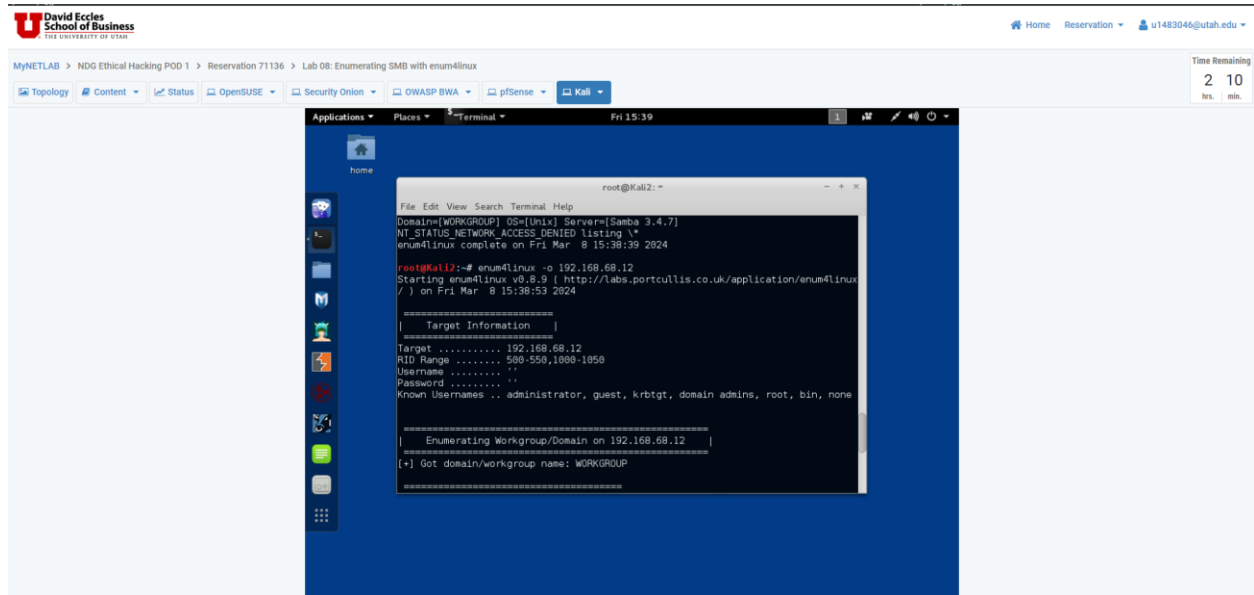 David Eccles
School of Business
THE UNIVERSITY OF UTAH
Home Reservation u1483046@utah.edu
MyNETLAB > NDG Ethical Hacking POD 1 > Reservation 71136 > Lab 08: Enumerating SMB with enum4linux
Time Remaining
2 10
hrs. min.
Topology Content Status OpenSUSE Security Onion OWASP BWA pfSense Kali
Applications Places Terminal Fri 15:39 1
home
root@Kali2: ~
File Edit View Search Terminal Help
Domain=[WORKGROUP] OS=[Unix] Server=[Samba 3.4.7]
NT_STATUS_NETWORK_ACCESS_DENIED listing \*
enum4linux complete on Fri Mar  8 15:38:39 2024
root@Kali2:~# enum4linux -o 192.168.68.12
Starting enum4linux v0.8.9 ( http://labs.portcullis.co.uk/application/enum4linux
/ ) on Fri Mar  8 15:38:53 2024
==========================
|    Target Information    |
==========================
Target ........... 192.168.68.12
RID Range ........ 500-550,1000-1050
Username ......... ''
Password ......... ''
Known Usernames .. administrator, guest, krbtgt, domain admins, root, bin, none
=====================================================
|    Enumerating Workgroup/Domain on 192.168.68.12    |
=====================================================
[+] Got domain/workgroup name: WORKGROUP
======================================